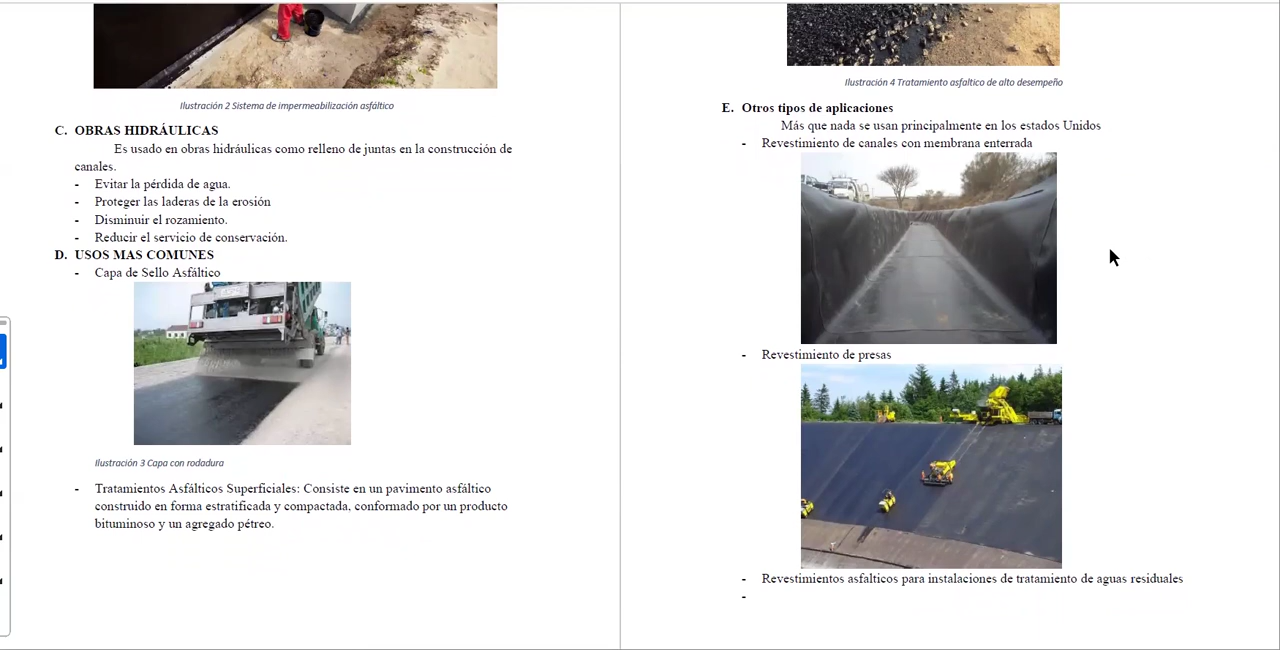 Ilustración 2 Sistema de impermeabilización asfáltico
C. OBRAS HIDRÁULICAS
Es usado en obras hidráulicas como relleno de juntas en la construcción de
canales.
- Evitar la pérdida de agua.
- Proteger las laderas de la erosión
- Disminuir el rozamiento.
- Reducir el servicio de conservación.
D. USOS MAS COMUNES
- Capa de Sello Asfáltico
Ilustración 3 Capa con rodadura
- Tratamientos Asfálticos Superficiales: Consiste en un pavimento asfáltico
construido en forma estratificada y compactada, conformado por un producto
bituminoso y un agregado pétreo.
Ilustración 4 Tratamiento asfaltico de alto desempeño
E. Otros tipos de aplicaciones
Más que nada se usan principalmente en los estados Unidos
- Revestimiento de canales con membrana enterrada
- Revestimiento de presas
- Revestimientos asfalticos para instalaciones de tratamiento de aguas residuales
-